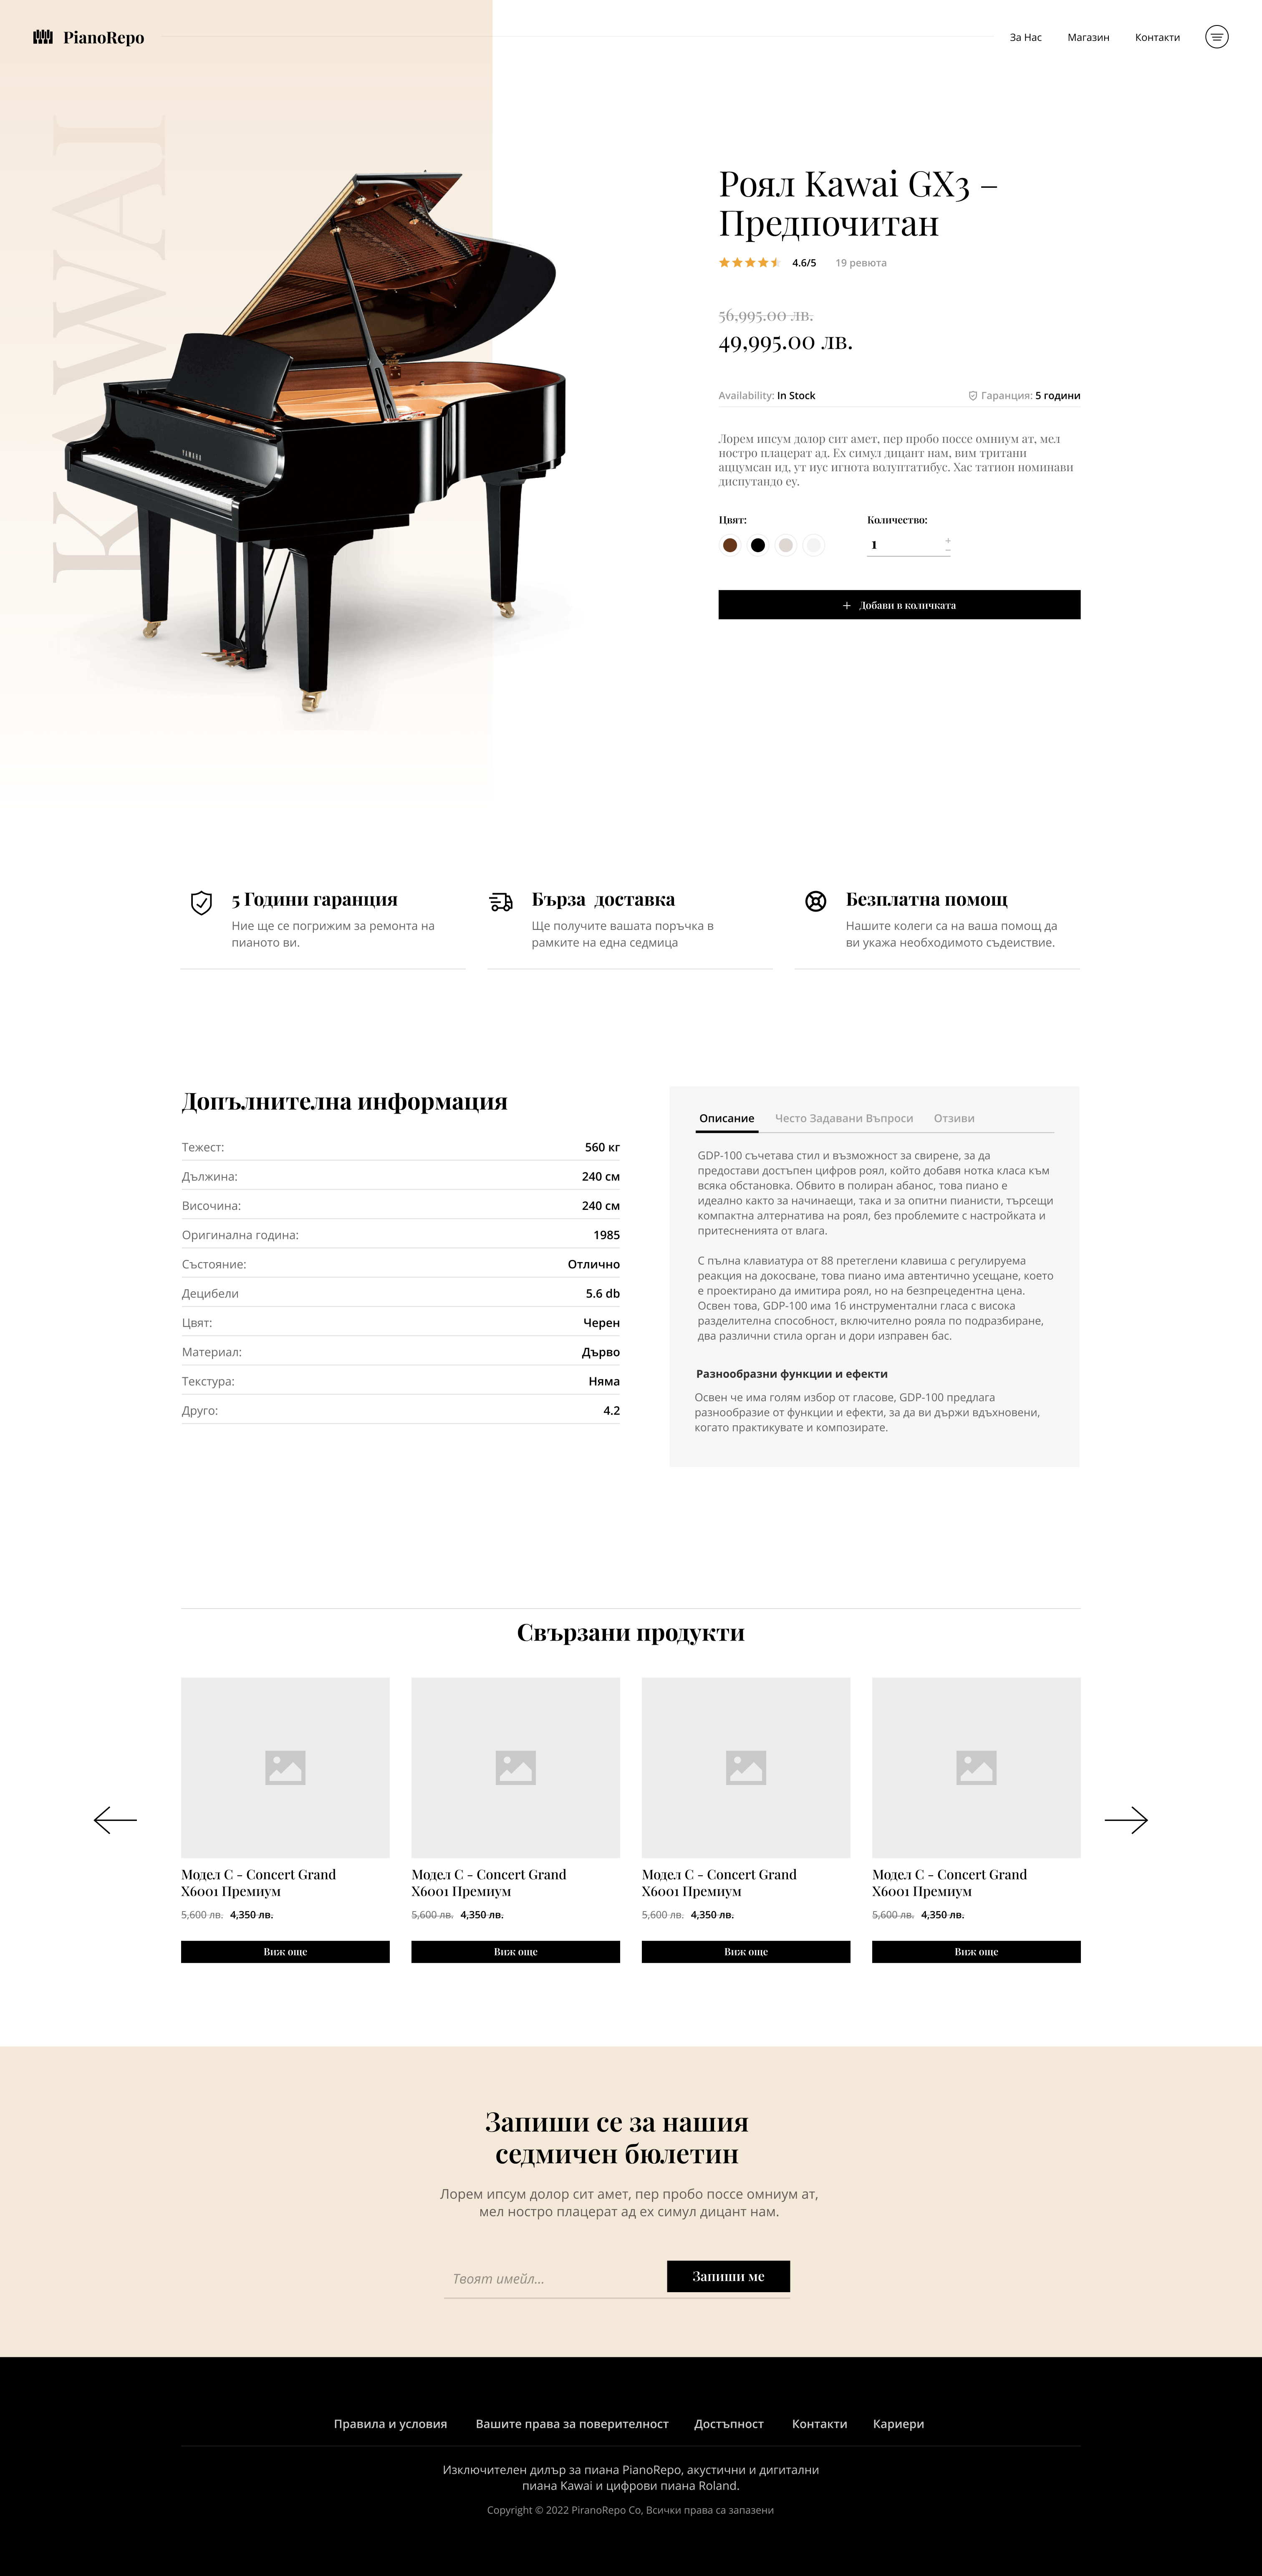 PianoRepo
За Нас
Магазин
Контакти
KAWAI
YAMAHA
Роял Kawai GX3 –
Предпочитан
4.6/5 19 ревюта
56,995.00 лв.
49,995.00 лв.
Availability: In Stock
Гаранция: 5 години
Лорем ипсум долор сит амет, пер пробо поссе омниум ат, мел
ностро плацерат ад. Ех симул дицант нам, вим тритани
аццумсан ид, ут иус игнота волуптатибус. Хас татион номинави
диспутандо еу.
Цвят:
Количество:
1
+ Добави в количката
5 Години гаранция
Ние ще се погрижим за ремонта на
пианото ви.
Бърза доставка
Ще получите вашата поръчка в
рамките на една седмица
Безплатна помощ
Нашите колеги са на ваша помощ да
ви укажа необходимото съдеиствие.
Допълнителна информация
Тежест: 560 кг
Дължина: 240 см
Височина: 240 см
Оригинална година: 1985
Състояние: Отлично
Децибели 5.6 db
Цвят: Черен
Материал: Дърво
Текстура: Няма
Друго: 4.2
Описание
Често Задавани Въпроси
Отзиви
GDP-100 съчетава стил и възможност за свирене, за да
предостави достъпен цифров роял, който добавя нотка класа към
всяка обстановка. Обвито в полиран абанос, това пиано е
идеално както за начинаещи, така и за опитни пианисти, търсещи
компактна алтернатива на роял, без проблемите с настройката и
притесненията от влага.
С пълна клавиатура от 88 претеглени клавиша с регулируема
реакция на докосване, това пиано има автентично усещане, което
е проектирано да имитира роял, но на безпрецедентна цена.
Освен това, GDP-100 има 16 инструментални гласа с висока
разделителна способност, включително рояла по подразбиране,
два различни стила орган и дори изправен бас.
Разнообразни функции и ефекти
Освен че има голям избор от гласове, GDP-100 предлага
разнообразие от функции и ефекти, за да ви държи вдъхновени,
когато практикувате и композирате.
Свързани продукти
Модел C - Concert Grand
X6001 Премиум
5,600 лв. 4,350 лв.
Виж още
Модел C - Concert Grand
X6001 Премиум
5,600 лв. 4,350 лв.
Виж още
Модел C - Concert Grand
X6001 Премиум
5,600 лв. 4,350 лв.
Виж още
Модел C - Concert Grand
X6001 Премиум
5,600 лв. 4,350 лв.
Виж още
Запиши се за нашия
седмичен бюлетин
Лорем ипсум долор сит амет, пер пробо поссе омниум ат,
мел ностро плацерат ад ех симул дицант нам.
Твоят имейл...
Запиши ме
Правила и условия
Вашите права за поверителност
Достъпност
Контакти
Кариери
Изключителен дилър за пиана PianoRepo, акустични и дигитални
пиана Kawai и цифрови пиана Roland.
Copyright © 2022 PiranoRepo Co, Всички права са запазени